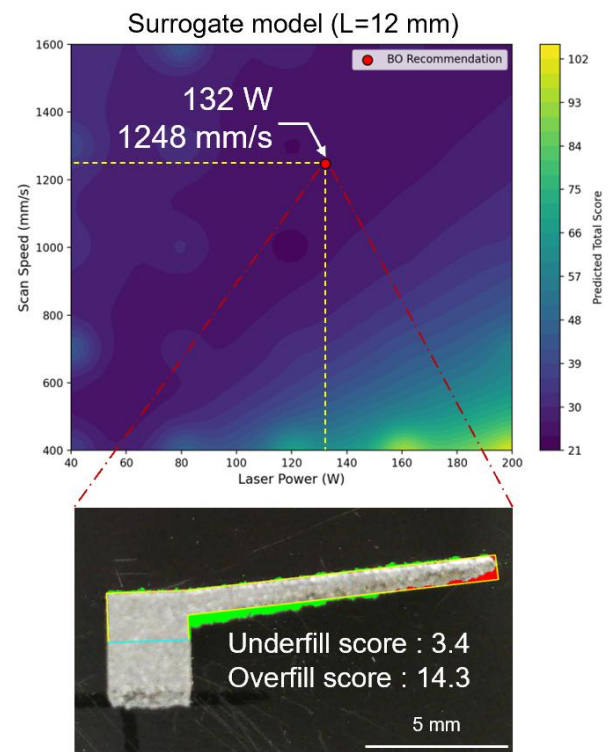 Surrogate model (L=12 mm)
BO Recommendation
132 W
1248 mm/s
1600
1400
1200
1000
800
600
400
Scan Speed (mm/s)
40
60
80
100
120
140
160
180
200
Laser Power (W)
102
93
84
75
66
57
48
39
30
21
Predicted Total Score
Underfill score : 3.4
Overfill score : 14.3
5 mm